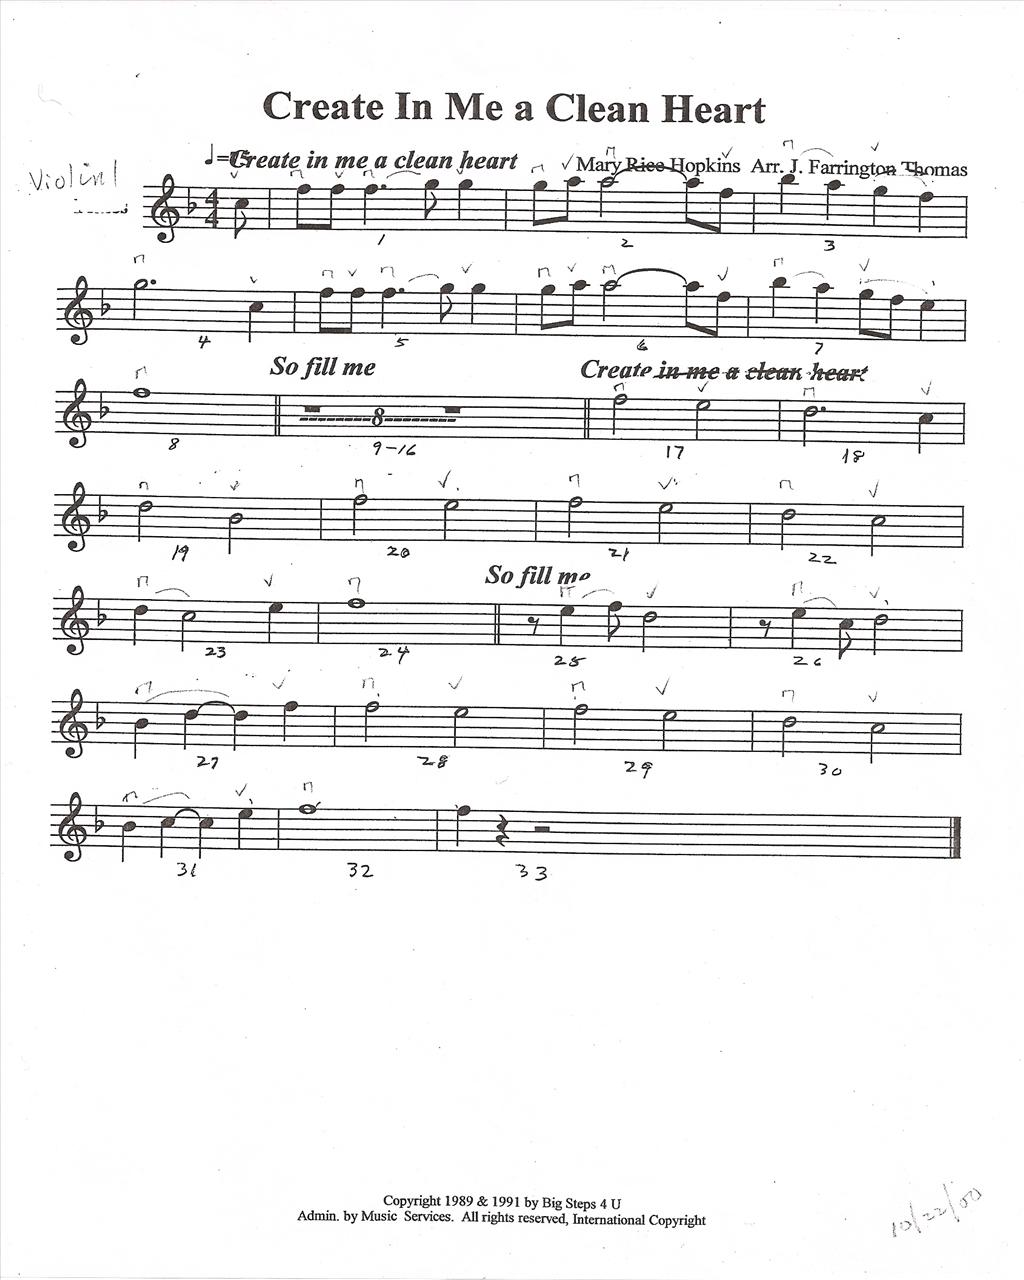 Create In Me a Clean Heart
Create in me a clean heart
Mary Rice Hopkins Arr. J. Farrington Thomas
Violin 1
4
4
1 2 3
4 5 6 7
So fill me
Create in me a clean heart
8
8 9-16 17 18
19 20 21 22
So fill me
23 24 25 26
27 28 29 30
31 32 33
Copyright 1989 & 1991 by Big Steps 4 U
Admin. by Music Services. All rights reserved, International Copyright
10/22/00